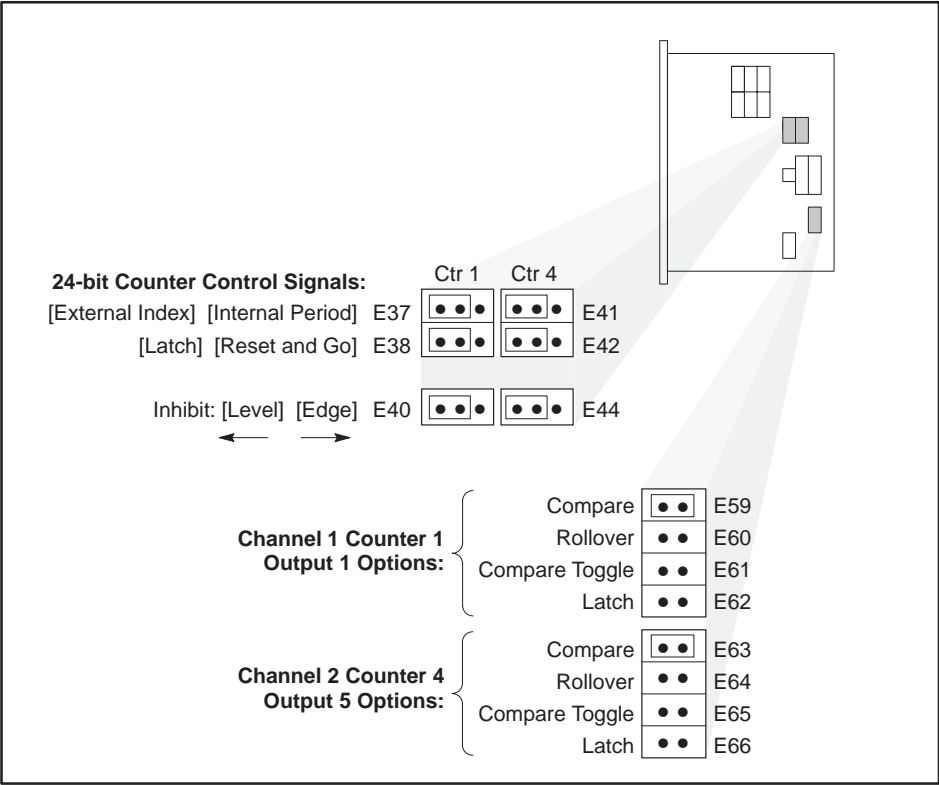 Ctr 1 Ctr 4
24-bit Counter Control Signals:
[External Index] [Internal Period] E37 E41
[Latch] [Reset and Go] E38 E42
Inhibit: [Level] [Edge] E40 E44
Compare E59
Channel 1 Counter 1 Rollover E60
Output 1 Options: Compare Toggle E61
Latch E62
Compare E63
Channel 2 Counter 4 Rollover E64
Output 5 Options: Compare Toggle E65
Latch E66